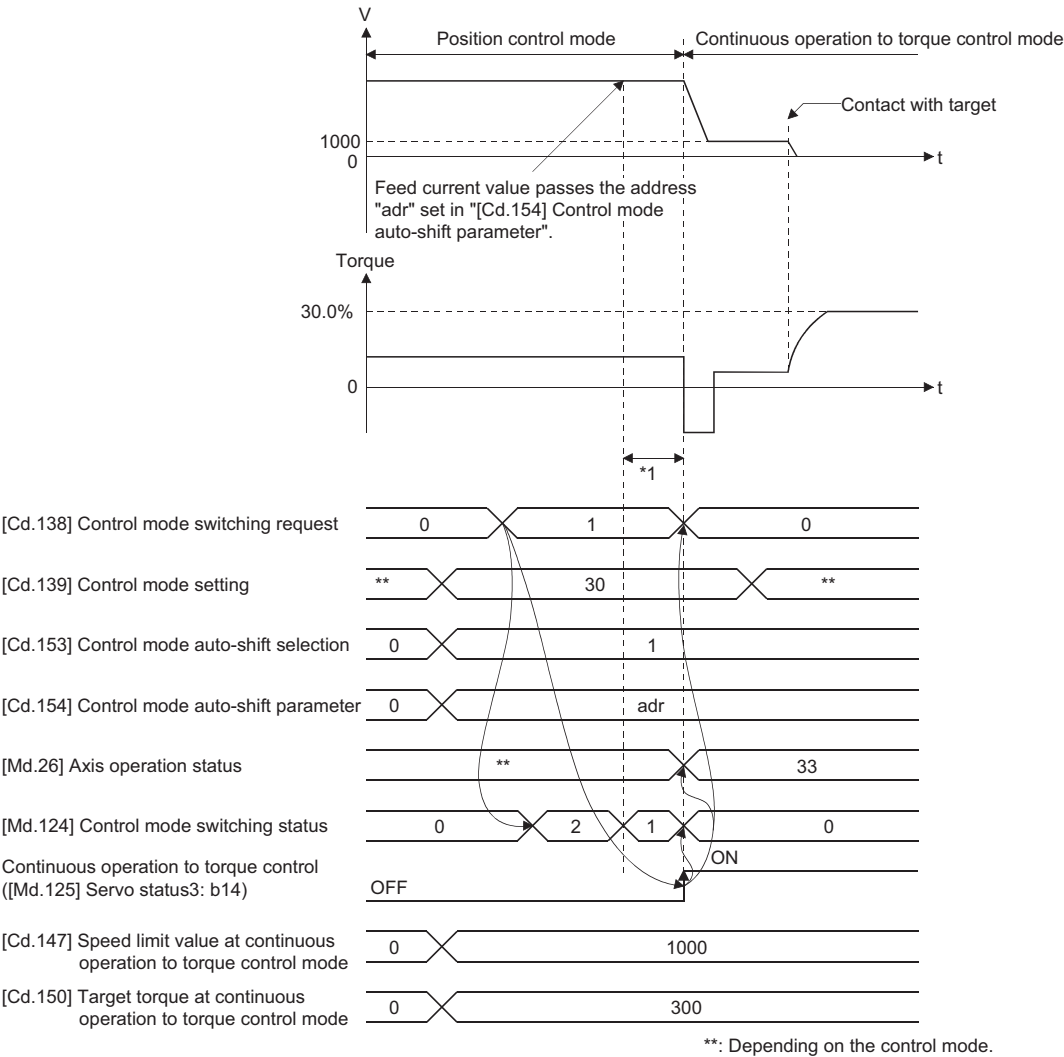 V
Position control mode
Continuous operation to torque control mode
Contact with target
1000
0
t
Feed current value passes the address
"adr" set in "[Cd.154] Control mode
auto-shift parameter".
Torque
30.0%
0
t
*1
[Cd.138] Control mode switching request
0
1
0
[Cd.139] Control mode setting
**
30
**
[Cd.153] Control mode auto-shift selection
0
1
[Cd.154] Control mode auto-shift parameter
0
adr
[Md.26] Axis operation status
**
33
[Md.124] Control mode switching status
0
2
1
0
Continuous operation to torque control
([Md.125] Servo status3: b14)
OFF
ON
[Cd.147] Speed limit value at continuous
operation to torque control mode
0
1000
[Cd.150] Target torque at continuous
operation to torque control mode
0
300
**: Depending on the control mode.